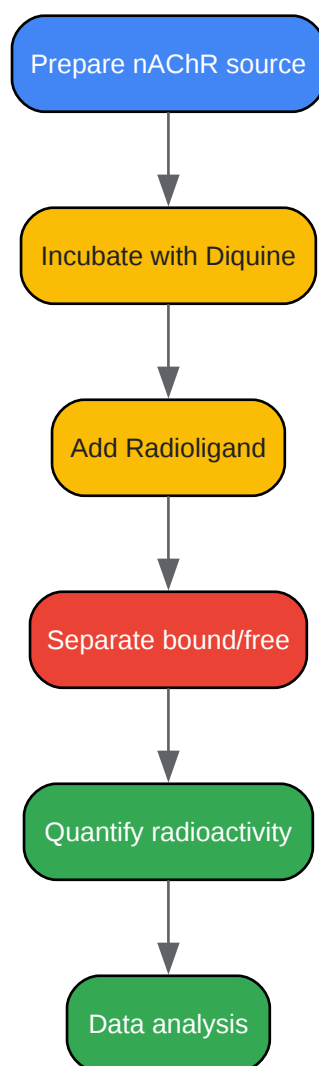 Prepare nAChR source
Incubate with Diquine
Add Radioligand
Separate bound/free
Quantify radioactivity
Data analysis